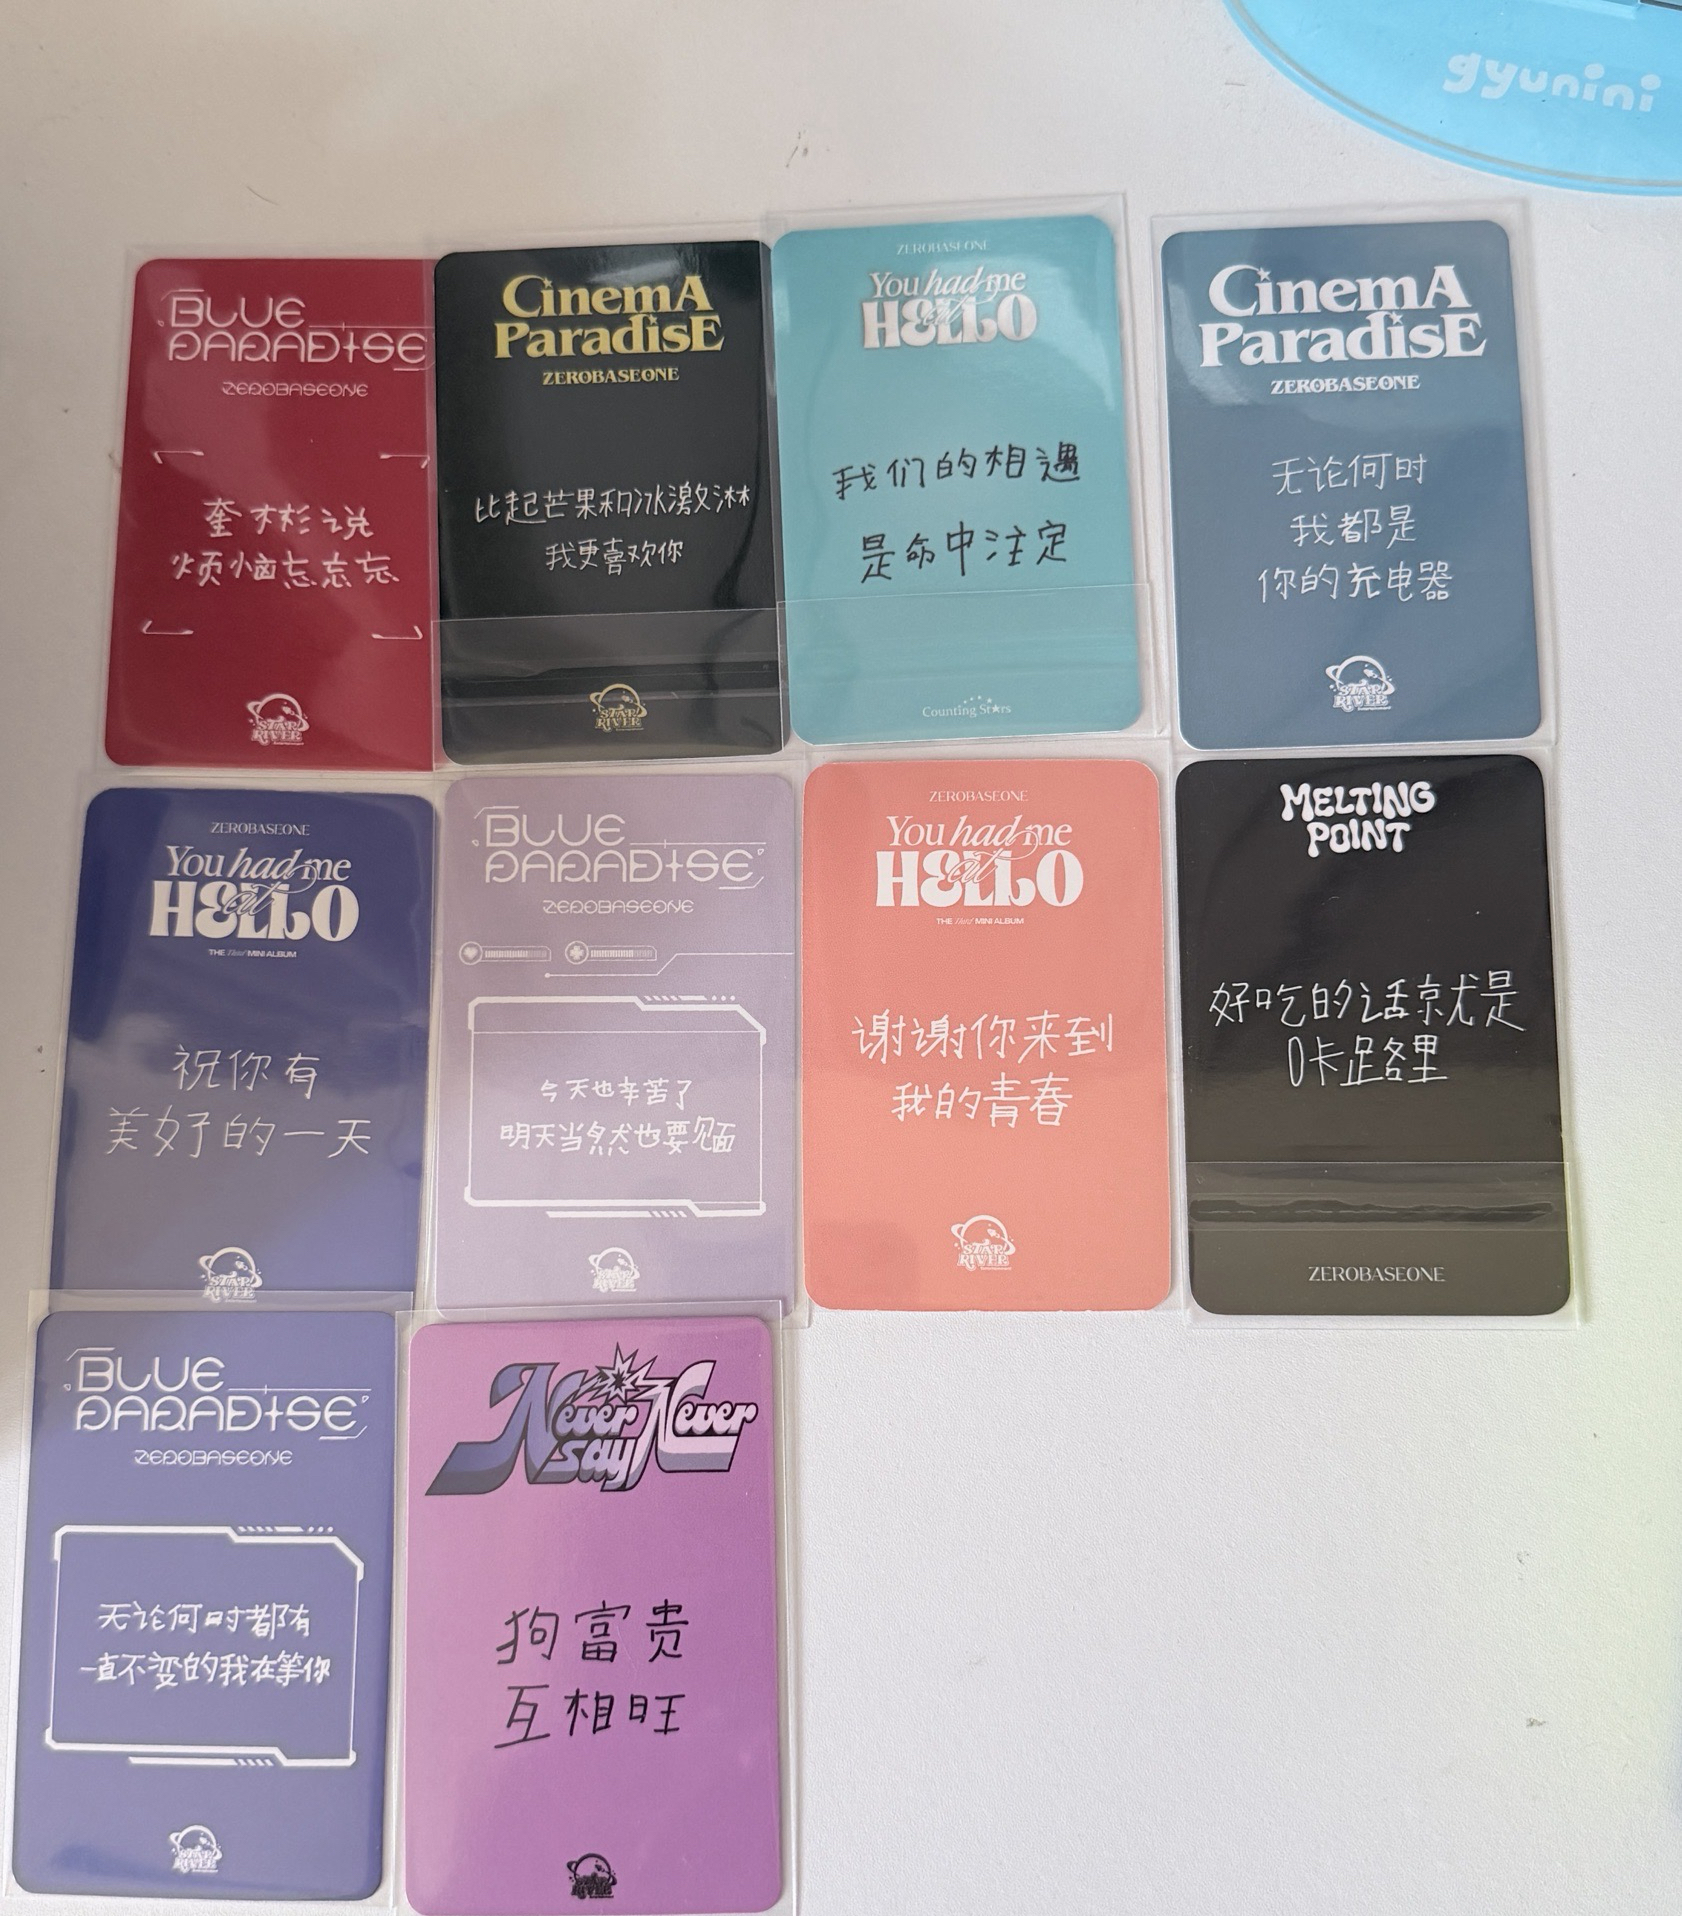 gyunini
BLUE
PARADISE
ZEROBASEONE
奎彬说
烦恼忘忘忘
STAR
RIVER
CinemA
ParadisE
ZEROBASEONE
比起芒果和冰激淋
我更喜欢你
STAR
RIVER
ZEROBASEONE
You had me
at
HELLO
我们的相遇
是命中注定
Counting Stars
CinemA
ParadisE
ZEROBASEONE
无论何时
我都是
你的充电器
STAR
RIVER
ZEROBASEONE
You had me
at
HELLO
THE Third MINI ALBUM
祝你有
美好的一天
STAR
RIVER
BLUE
PARADISE
ZEROBASEONE
今天也辛苦了
明天当然也要见面
STAR
RIVER
ZEROBASEONE
You had me
at
HELLO
THE Third MINI ALBUM
谢谢你来到
我的青春
STAR
RIVER
MELTING
POINT
好吃的话就是
0卡路里
ZEROBASEONE
BLUE
PARADISE
ZEROBASEONE
无论何时都有
一直不变的我在等你
STAR
RIVER
Never
say Never
狗富贵
互相旺
STAR
RIVER